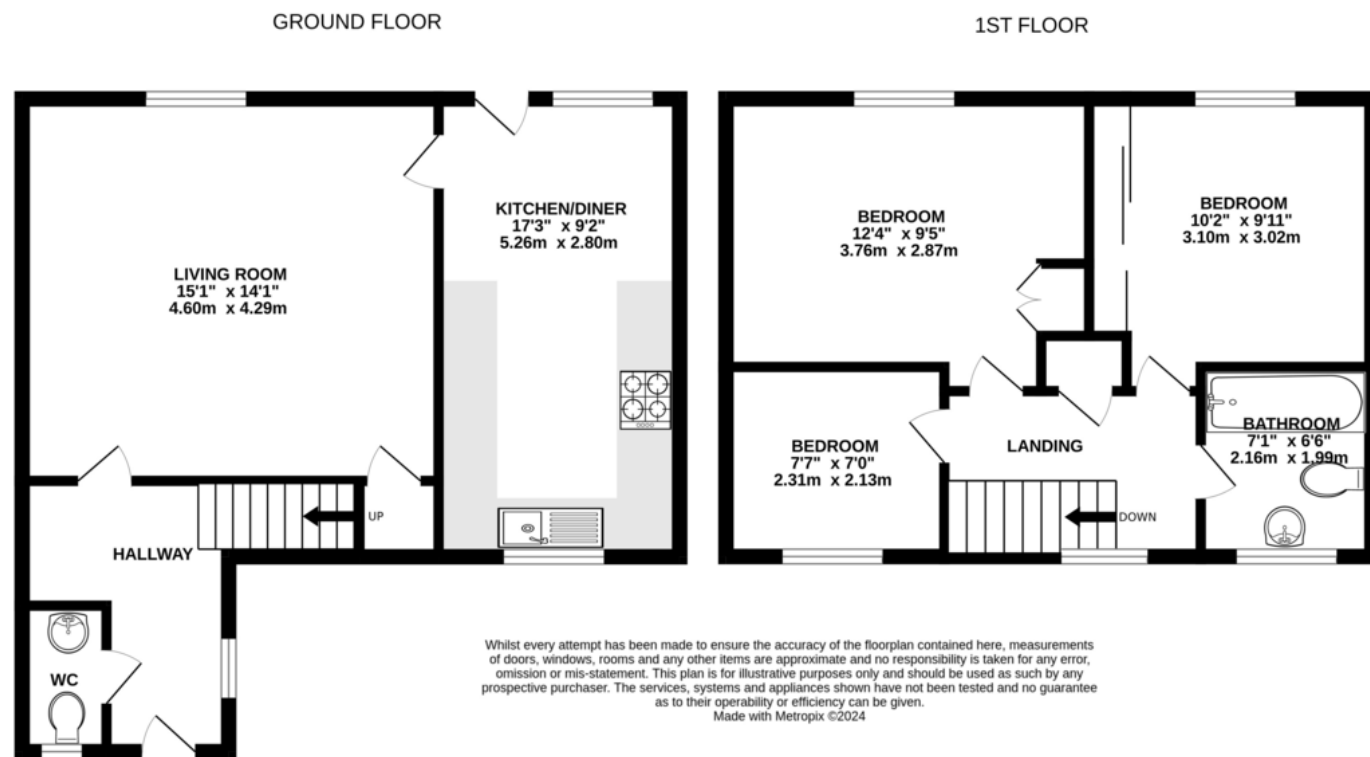 GROUND FLOOR
LIVING ROOM
15'1" x 14'1"
4.60m x 4.29m
KITCHEN/DINER
17'3" x 9'2"
5.26m x 2.80m
UP
HALLWAY
WC
1ST FLOOR
BEDROOM
12'4" x 9'5"
3.76m x 2.87m
BEDROOM
10'2" x 9'11"
3.10m x 3.02m
BEDROOM
7'7" x 7'0"
2.31m x 2.13m
LANDING
DOWN
BATHROOM
7'1" x 6'6"
2.16m x 1.99m
Whilst every attempt has been made to ensure the accuracy of the floorplan contained here, measurements
of doors, windows, rooms and any other items are approximate and no responsibility is taken for any error,
omission or mis-statement. This plan is for illustrative purposes only and should be used as such by any
prospective purchaser. The services, systems and appliances shown have not been tested and no guarantee
as to their operability or efficiency can be given.
Made with Metropix ©2024